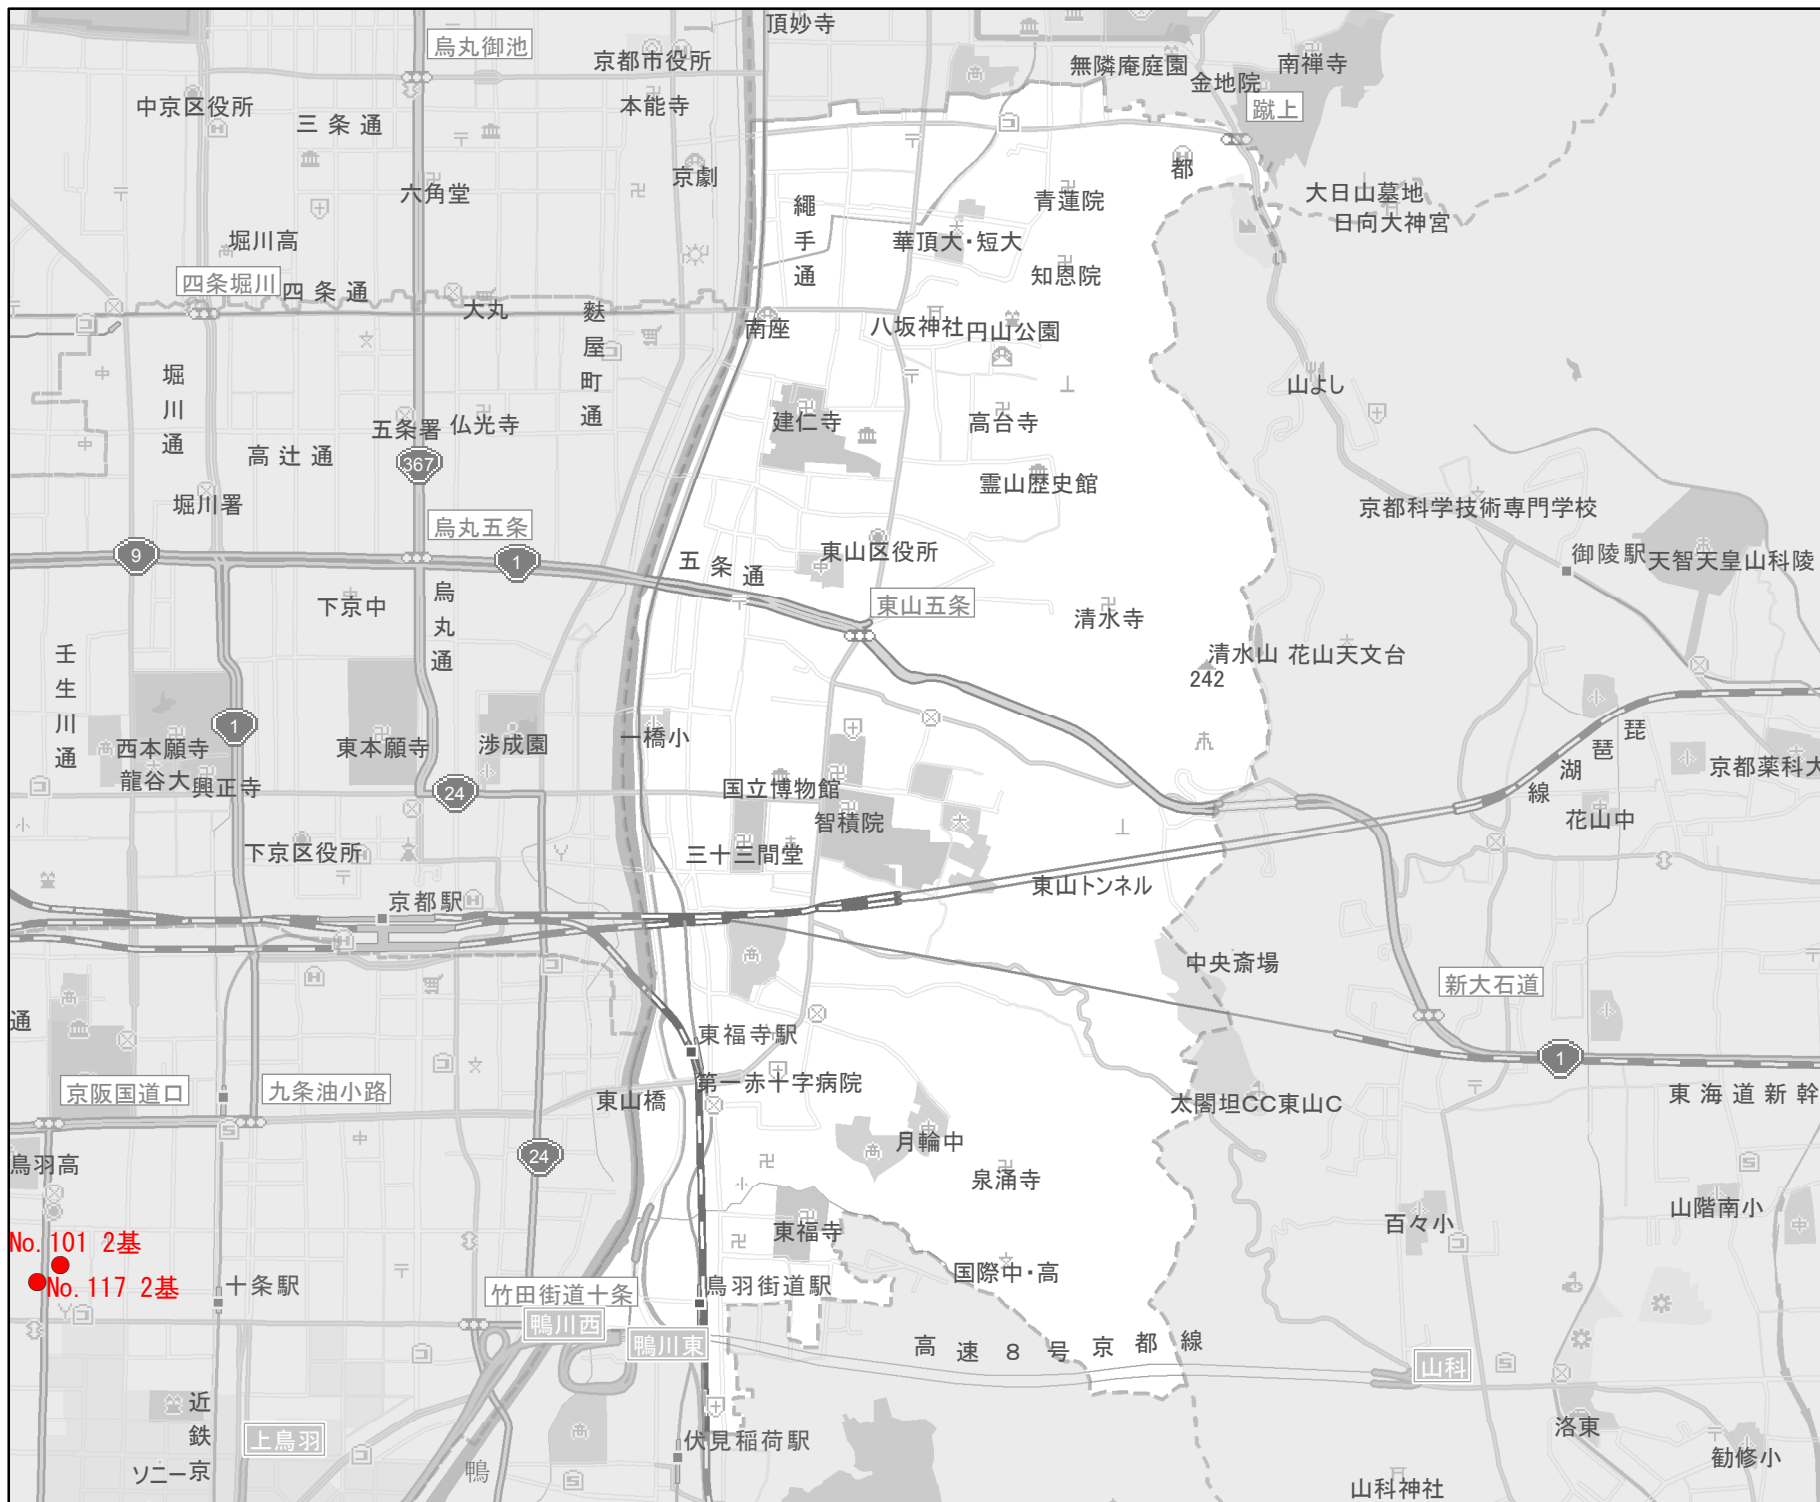 頂妙寺
烏丸御池
京都市役所
無隣庵庭園
南禅寺
金地院
中京区役所
本能寺
蹴上
三条通
京劇
都
六角堂
青蓮院
大日山墓地
縄手通
日向大神宮
堀川高
華頂大・短大
知恩院
四条堀川
四条通
大丸
麩屋町通
南座
八坂神社
円山公園
堀川通
山よし
五条署
仏光寺
建仁寺
高台寺
高辻通
367
霊山歴史館
堀川署
京都科学技術専門学校
烏丸五条
9
1
五条通
東山区役所
御陵駅
天智天皇山科陵
下京中
烏丸通
東山五条
清水寺
壬生川通
清水山
花山天文台
242
1
西本願寺
東本願寺
渉成園
一橋小
琵琶湖線
龍谷大
興正寺
24
国立博物館
京都薬科大
智積院
花山中
下京区役所
三十三間堂
東山トンネル
京都駅
中央斎場
新大石道
通
東福寺駅
1
京阪国道口
九条油小路
第一赤十字病院
東山橋
太閤坦CC東山C
東海道新幹
鳥羽高
24
月輪中
泉涌寺
山階南小
百々小
東福寺
No.101 2基
No.117 2基
十条駅
国際中・高
竹田街道十条
鳥羽街道駅
鴨川西
鴨川東
高速8号京都線
山科
近鉄京
上鳥羽
伏見稲荷駅
洛東
ソニー
鴨
勧修小
山科神社